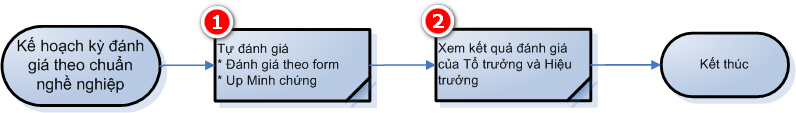 Kế hoạch kỳ đánh
giá theo chuẩn
nghề nghiệp
1
Tự đánh giá
* Đánh giá theo form
* Up Minh chứng
2
Xem kết quả đánh giá
của Tổ trưởng và Hiệu
trưởng
Kết thúc